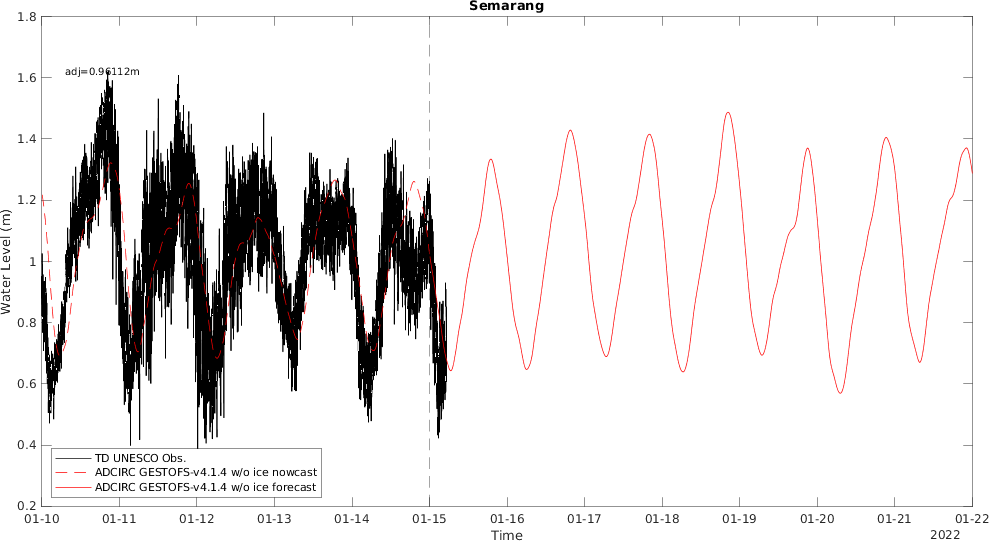 Semarang
adj=0.96112m
Water Level (m)
1.8
1.6
1.4
1.2
1
0.8
0.6
0.4
0.2
TD UNESCO Obs.
ADCIRC GESTOFS-v4.1.4 w/o ice nowcast
ADCIRC GESTOFS-v4.1.4 w/o ice forecast
01-10 01-11 01-12 01-13 01-14 01-15 01-16 01-17 01-18 01-19 01-20 01-21 01-22
Time
2022